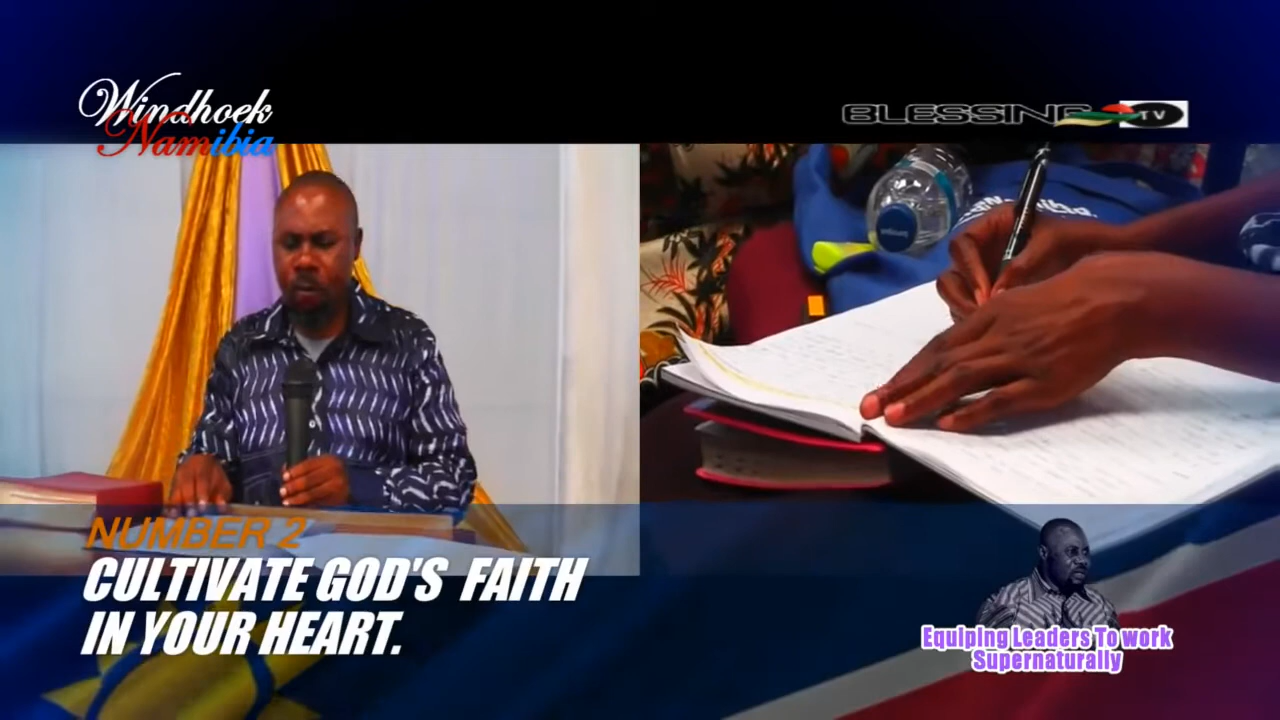 Windhoek
Namibia
BLESSING TV
NUMBER 2
CULTIVATE GOD'S FAITH
IN YOUR HEART.
Equiping Leaders To work
Supernaturally